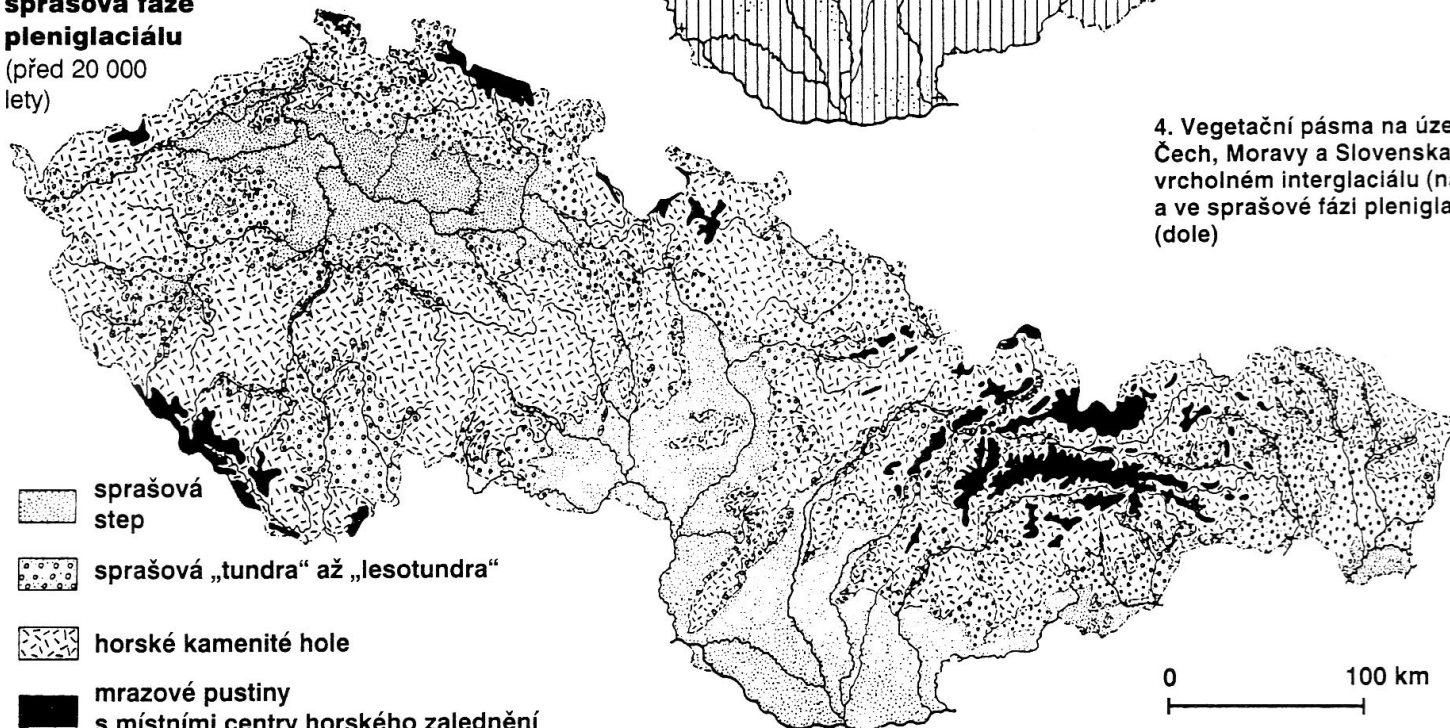 sprašová fáze
pleniglaciálu
(před 20 000
lety)
4. Vegetační pásma na úze
Čech, Moravy a Slovenska
vrcholném interglaciálu (na
a ve sprašové fázi plenigla
(dole)
sprašová
step
sprašová „tundra“ až „lesotundra“
horské kamenité hole
mrazové pustiny
s místními centry horského zalednění
0 100 km